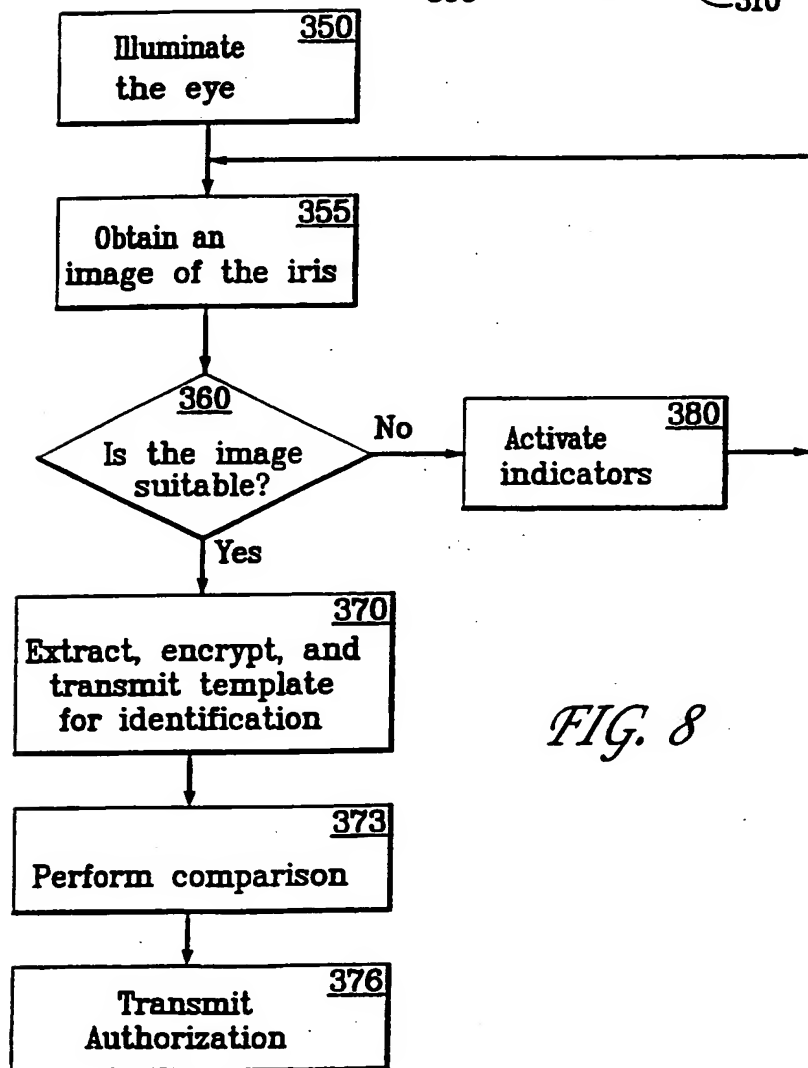 310
350
Illuminate
the eye
355
Obtain an
image of the iris
360
Is the image
suitable?
No
380
Activate
indicators
Yes
370
Extract, encrypt, and
transmit template
for identification
FIG. 8
373
Perform comparison
376
Transmit
Authorization